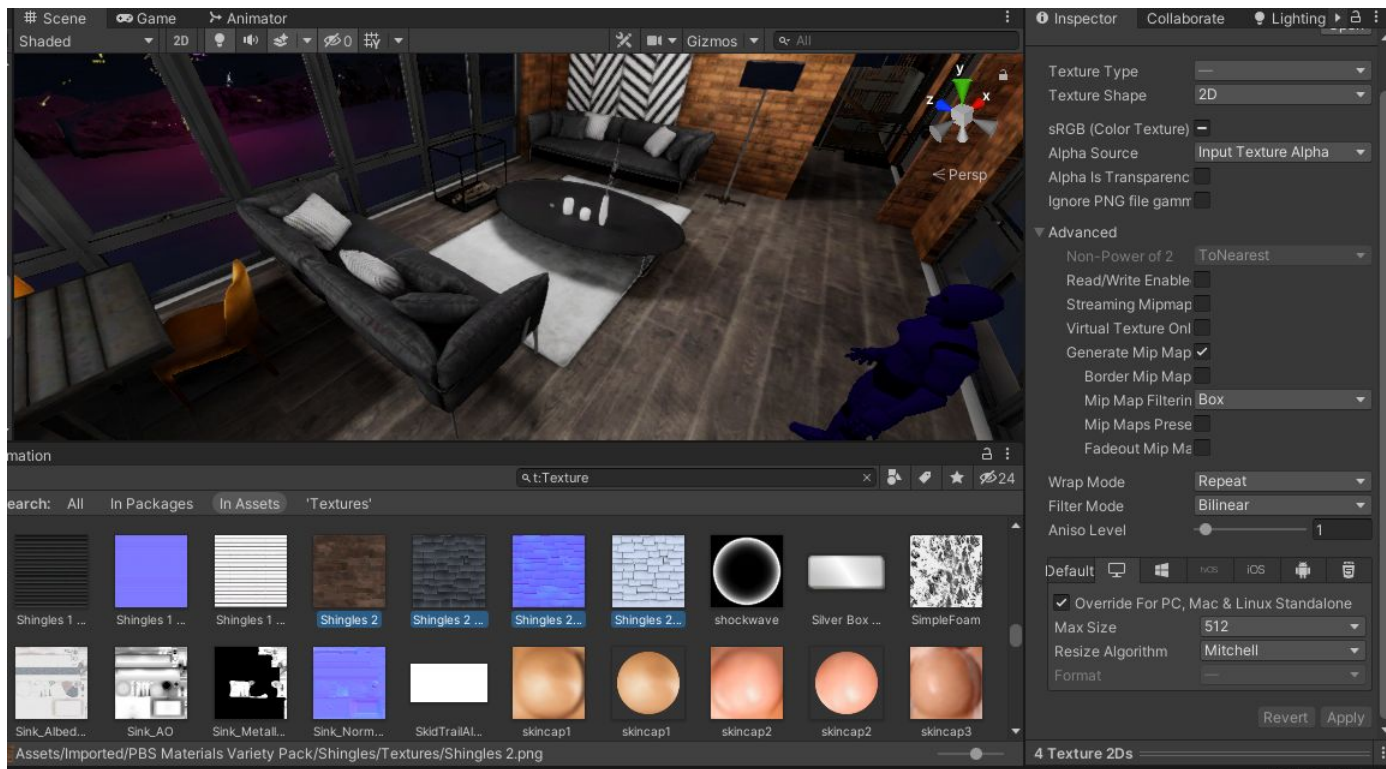 Scene Game Animator
Shaded 2D 0 Gizmos All
y
z x
Persp
mation
t:Texture 24
earch: All In Packages In Assets 'Textures'
Shingles 1 ... Shingles 1 ... Shingles 1 ... Shingles 2 Shingles 2 ... Shingles 2... Shingles 2... shockwave Silver Box ... SimpleFoam
Sink_Albed... Sink_AO Sink_Metall... Sink_Norm... SkidTrailAl... skincap1 skincap1 skincap2 skincap2 skincap3
Assets/Imported/PBS Materials Variety Pack/Shingles/Textures/Shingles 2.png
Inspector Collaborate Lighting
Texture Type —
Texture Shape 2D
sRGB (Color Texture)
Alpha Source Input Texture Alpha
Alpha Is Transparenc
Ignore PNG file gamm
Advanced
Non-Power of 2 ToNearest
Read/Write Enable
Streaming Mipmap
Virtual Texture Onl
Generate Mip Map
Border Mip Map
Mip Map Filterin Box
Mip Maps Prese
Fadeout Mip Ma
Wrap Mode Repeat
Filter Mode Bilinear
Aniso Level 1
Default tvOS iOS
Override For PC, Mac & Linux Standalone
Max Size 512
Resize Algorithm Mitchell
Format —
Revert Apply
4 Texture 2Ds